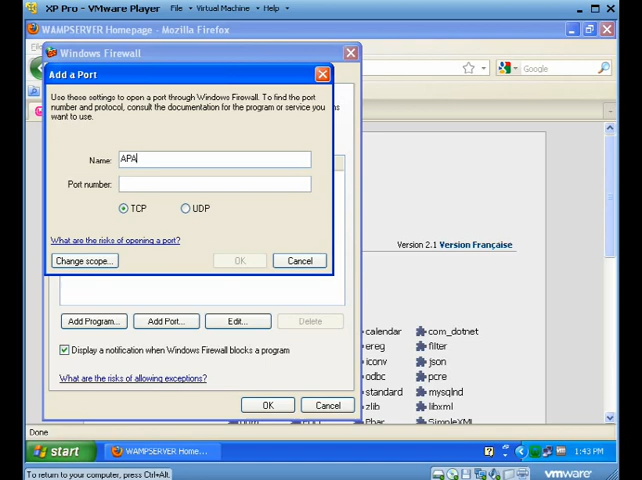 XP Pro - VMware Player File Virtual Machine Help
WAMPSERVER Homepage - Mozilla Firefox
Windows Firewall
Add a Port
Google
Use these settings to open a port through Windows Firewall. To find the port
number and protocol, consult the documentation for the program or service you
want to use.
Name: APA
Port number:
TCP UDP
What are the risks of opening a port?
Change scope... OK Cancel
Version 2.1 Version Française
Add Program... Add Port... Edit... Delete
Display a notification when Windows Firewall blocks a program
What are the risks of allowing exceptions?
OK Cancel
calendar com_dotnet
ereg filter
iconv json
odbc pcre
standard mysqlnd
zlib libxml
Phar SimpleXML
Done
start WAMPSERVER Home... 1:43 PM
To return to your computer, press Ctrl+Alt. vmware